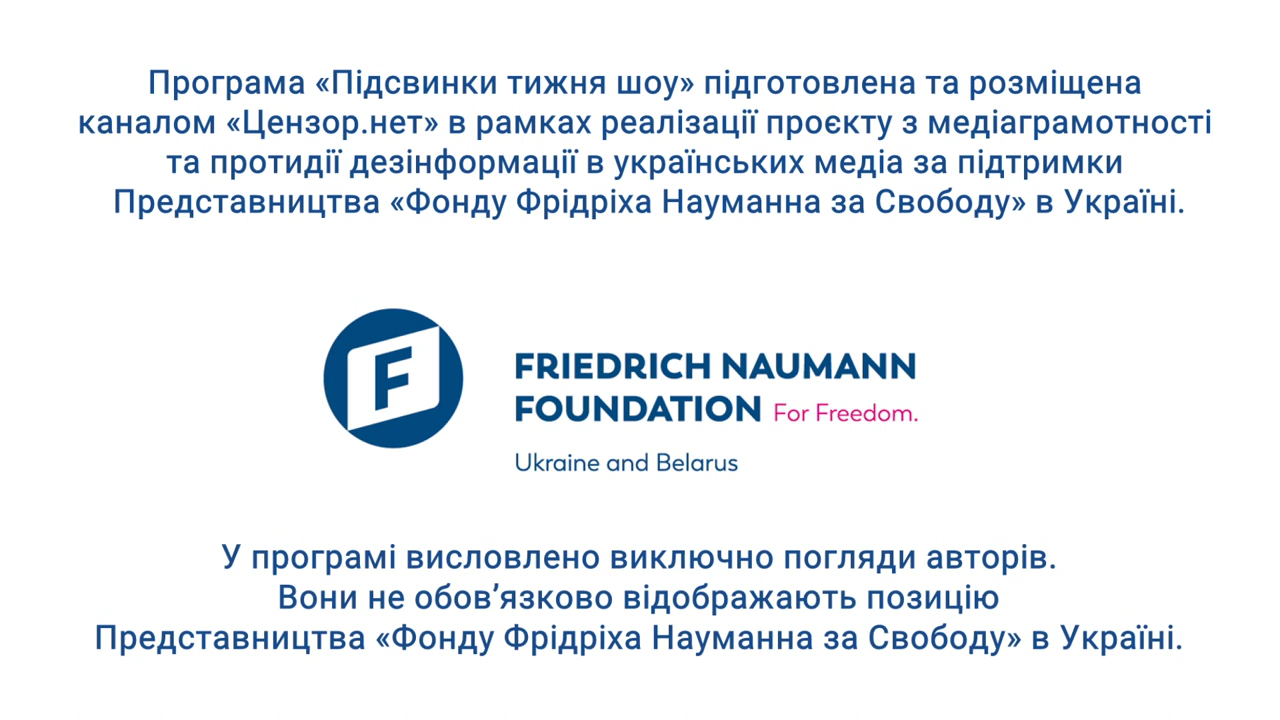 Програма «Підсвинки тижня шоу» підготовлена та розміщена
каналом «Цензор.нет» в рамках реалізації проєкту з медіаграмотності
та протидії дезінформації в українських медіа за підтримки
Представництва «Фонду Фрідріха Науманна за Свободу» в Україні.
F
FRIEDRICH NAUMANN
FOUNDATION For Freedom.
Ukraine and Belarus
У програмі висловлено виключно погляди авторів.
Вони не обов’язково відображають позицію
Представництва «Фонду Фрідріха Науманна за Свободу» в Україні.